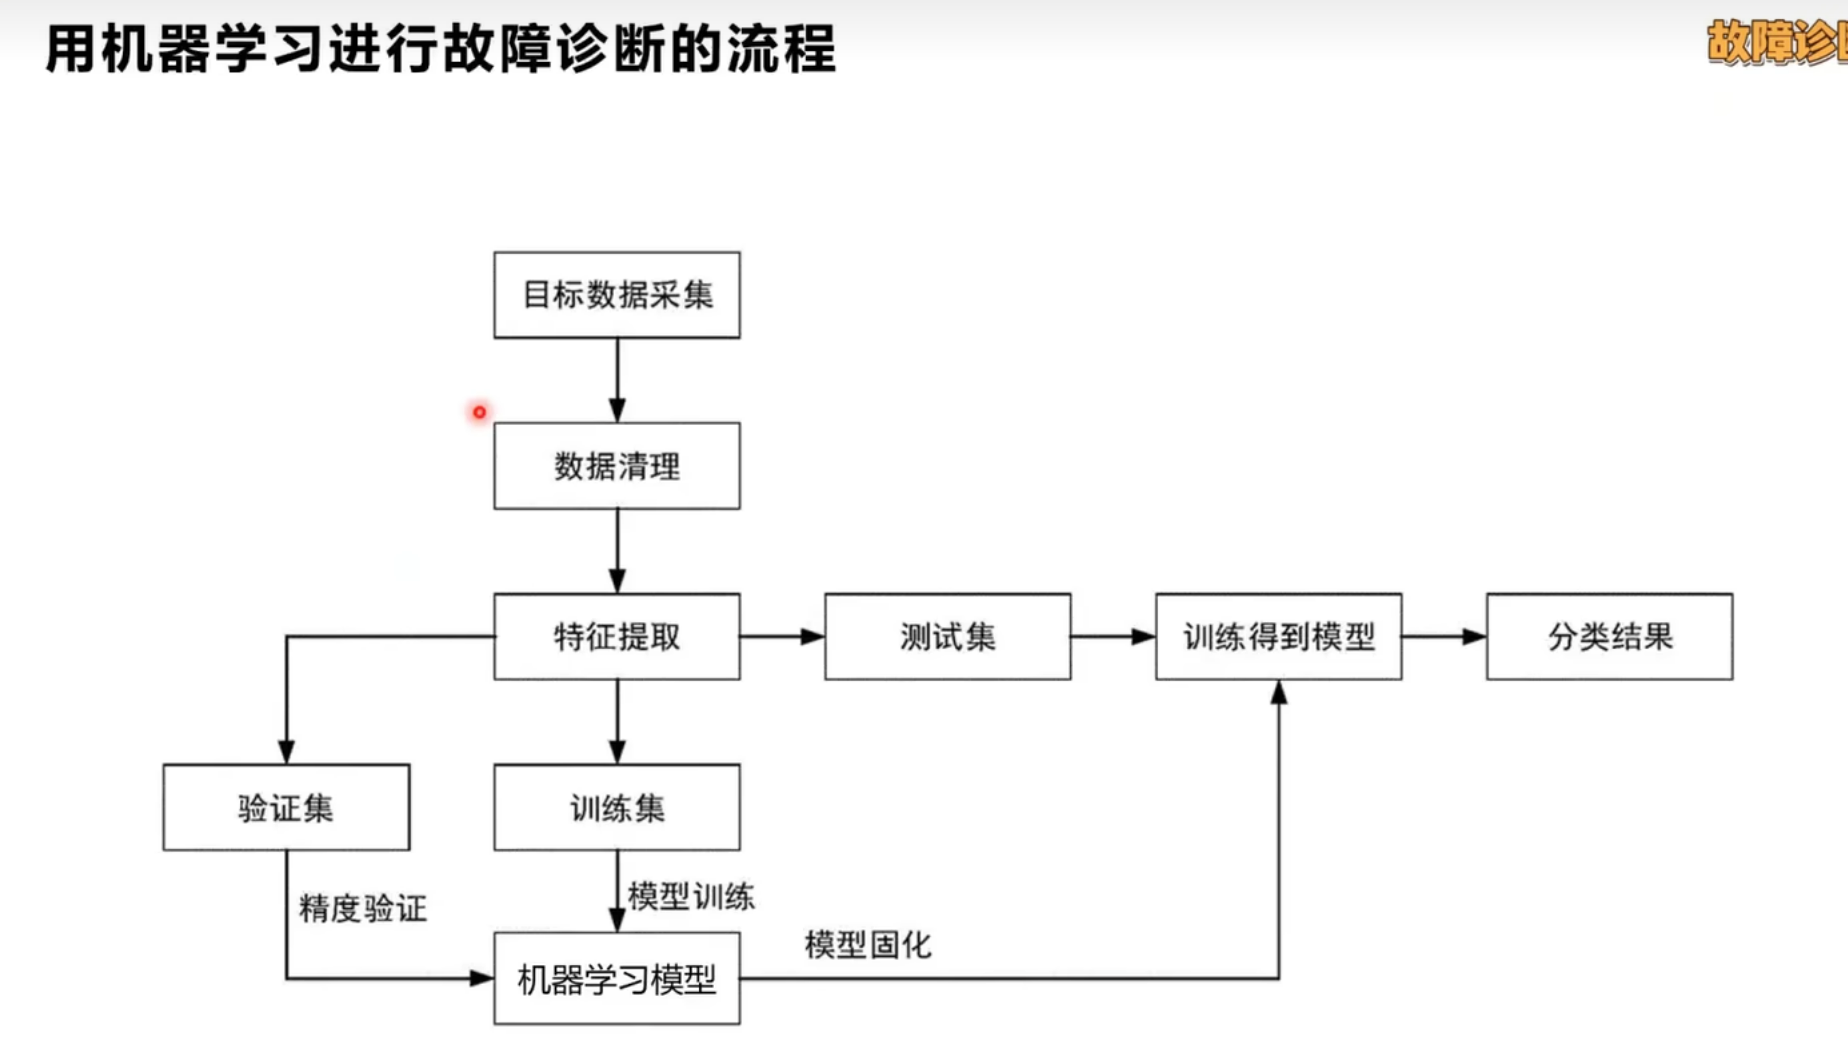 用机器学习进行故障诊断的流程
故障诊
目标数据采集
数据清理
特征提取
测试集
训练得到模型
分类结果
验证集
训练集
精度验证
模型训练
机器学习模型
模型固化